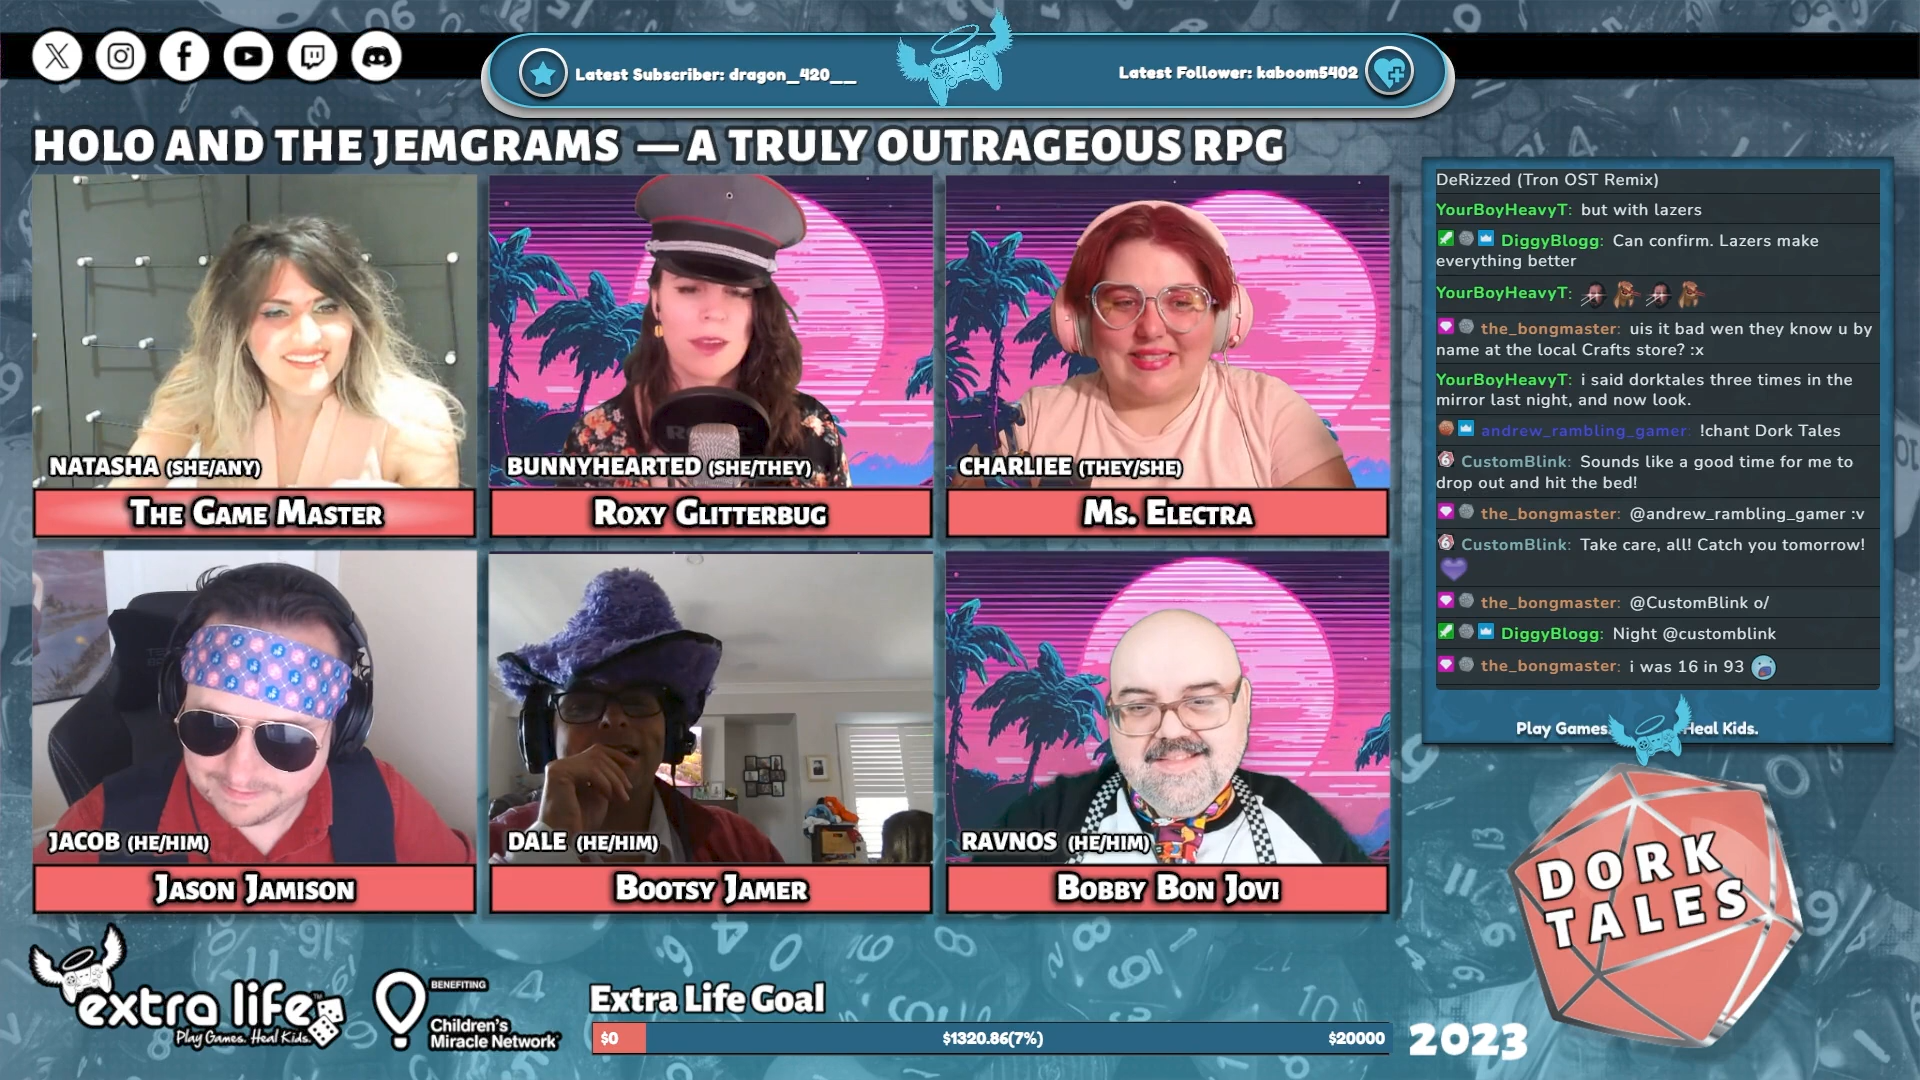 Latest Subscriber: dragon_420__
Latest Follower: kaboom5402
HOLO AND THE JEMGRAMS — A TRULY OUTRAGEOUS RPG
NATASHA (SHE/ANY)
THE GAME MASTER
BUNNYHEARTED (SHE/THEY)
ROXY GLITTERBUG
CHARLIEE (THEY/SHE)
MS. ELECTRA
JACOB (HE/HIM)
JASON JAMISON
DALE (HE/HIM)
BOOTSY JAMER
RAVNOS (HE/HIM)
BOBBY BON JOVI
DeRizzed (Tron OST Remix)
YourBoyHeavyT: but with lazers
DiggyBlogg: Can confirm. Lazers make
everything better
YourBoyHeavyT:
the_bongmaster: uis it bad wen they know u by
name at the local Crafts store? :x
YourBoyHeavyT: i said dorktales three times in the
mirror last night, and now look.
andrew_rambling_gamer: !chant Dork Tales
CustomBlink: Sounds like a good time for me to
drop out and hit the bed!
the_bongmaster: @andrew_rambling_gamer :v
CustomBlink: Take care, all! Catch you tomorrow!
the_bongmaster: @CustomBlink o/
DiggyBlogg: Night @customblink
the_bongmaster: i was 16 in 93
Play Games. Heal Kids.
DORK
TALES
extra life
Play Games. Heal Kids.
BENEFITING
Children's
Miracle Network
Extra Life Goal
$0 $1320.86(7%) $20000
2023